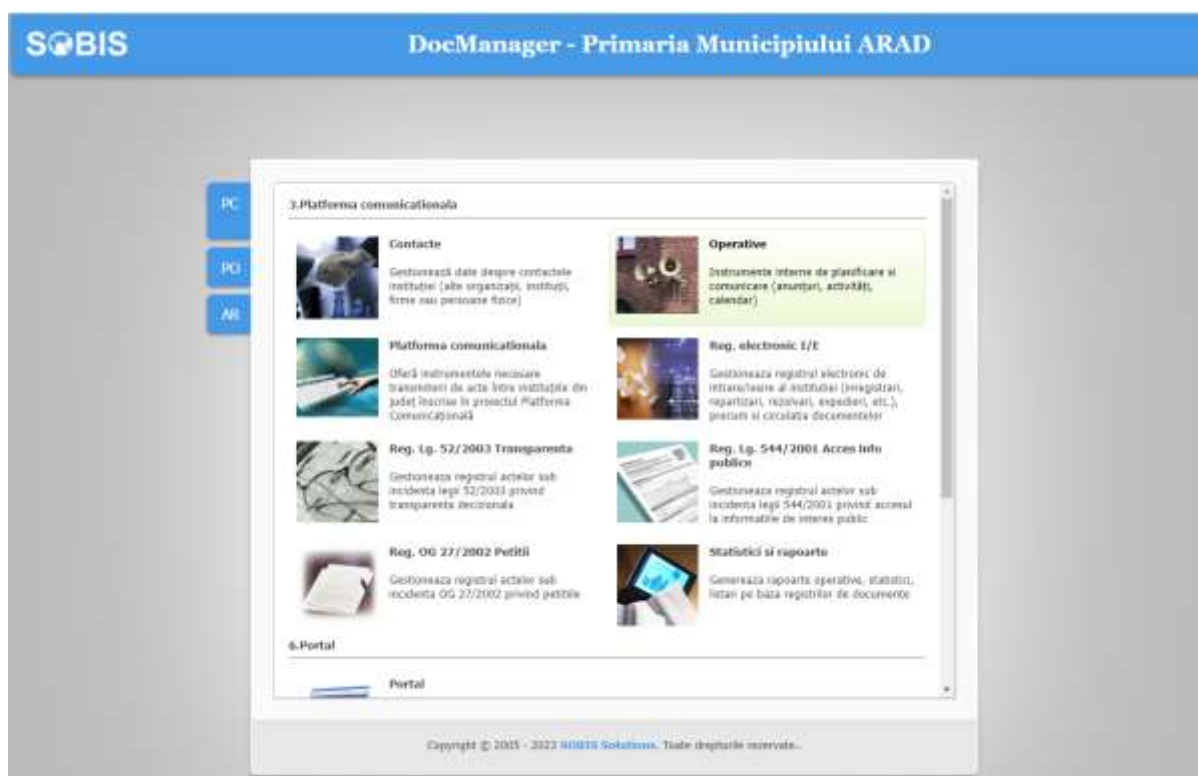 SOBIS
DocManager - Primaria Municipiului ARAD
PC
PO
AR
3.Platforma comunicationala
Contacte
Gestionează date despre contactele
instituției (alte organizații, instituții,
firme sau persoane fizice)
Operative
Instrumente interne de planificare si
comunicare (anunțuri, activități,
calendar)
Platforma comunicationala
Oferă instrumentele necesare
transmiterii de acte între instituțiile din
județ înscrise în proiectul Platforma
Comunicațională
Reg. electronic I/E
Gestioneaza registrul electronic de
intrare/iesire al institutiei (inregistrari,
repartizari, rezolvari, expedieri, etc.),
precum si circulatia documentelor
Reg. Lg. 52/2003 Transparenta
Gestioneaza registrul actelor sub
incidenta legii 52/2003 privind
transparenta decizionala
Reg. Lg. 544/2001 Acces info
publice
Gestioneaza registrul actelor sub
incidenta legii 544/2001 privind accesul
la informatiile de interes public
Reg. OG 27/2002 Petitii
Gestioneaza registrul actelor sub
incidenta OG 27/2002 privind petitiile
Statistici si rapoarte
Genereaza rapoarte operative, statistici,
listari pe baza registrilor de documente
6.Portal
Portal
Copyright © 2005 - 2023 SOBIS Solutions. Toate drepturile rezervate..